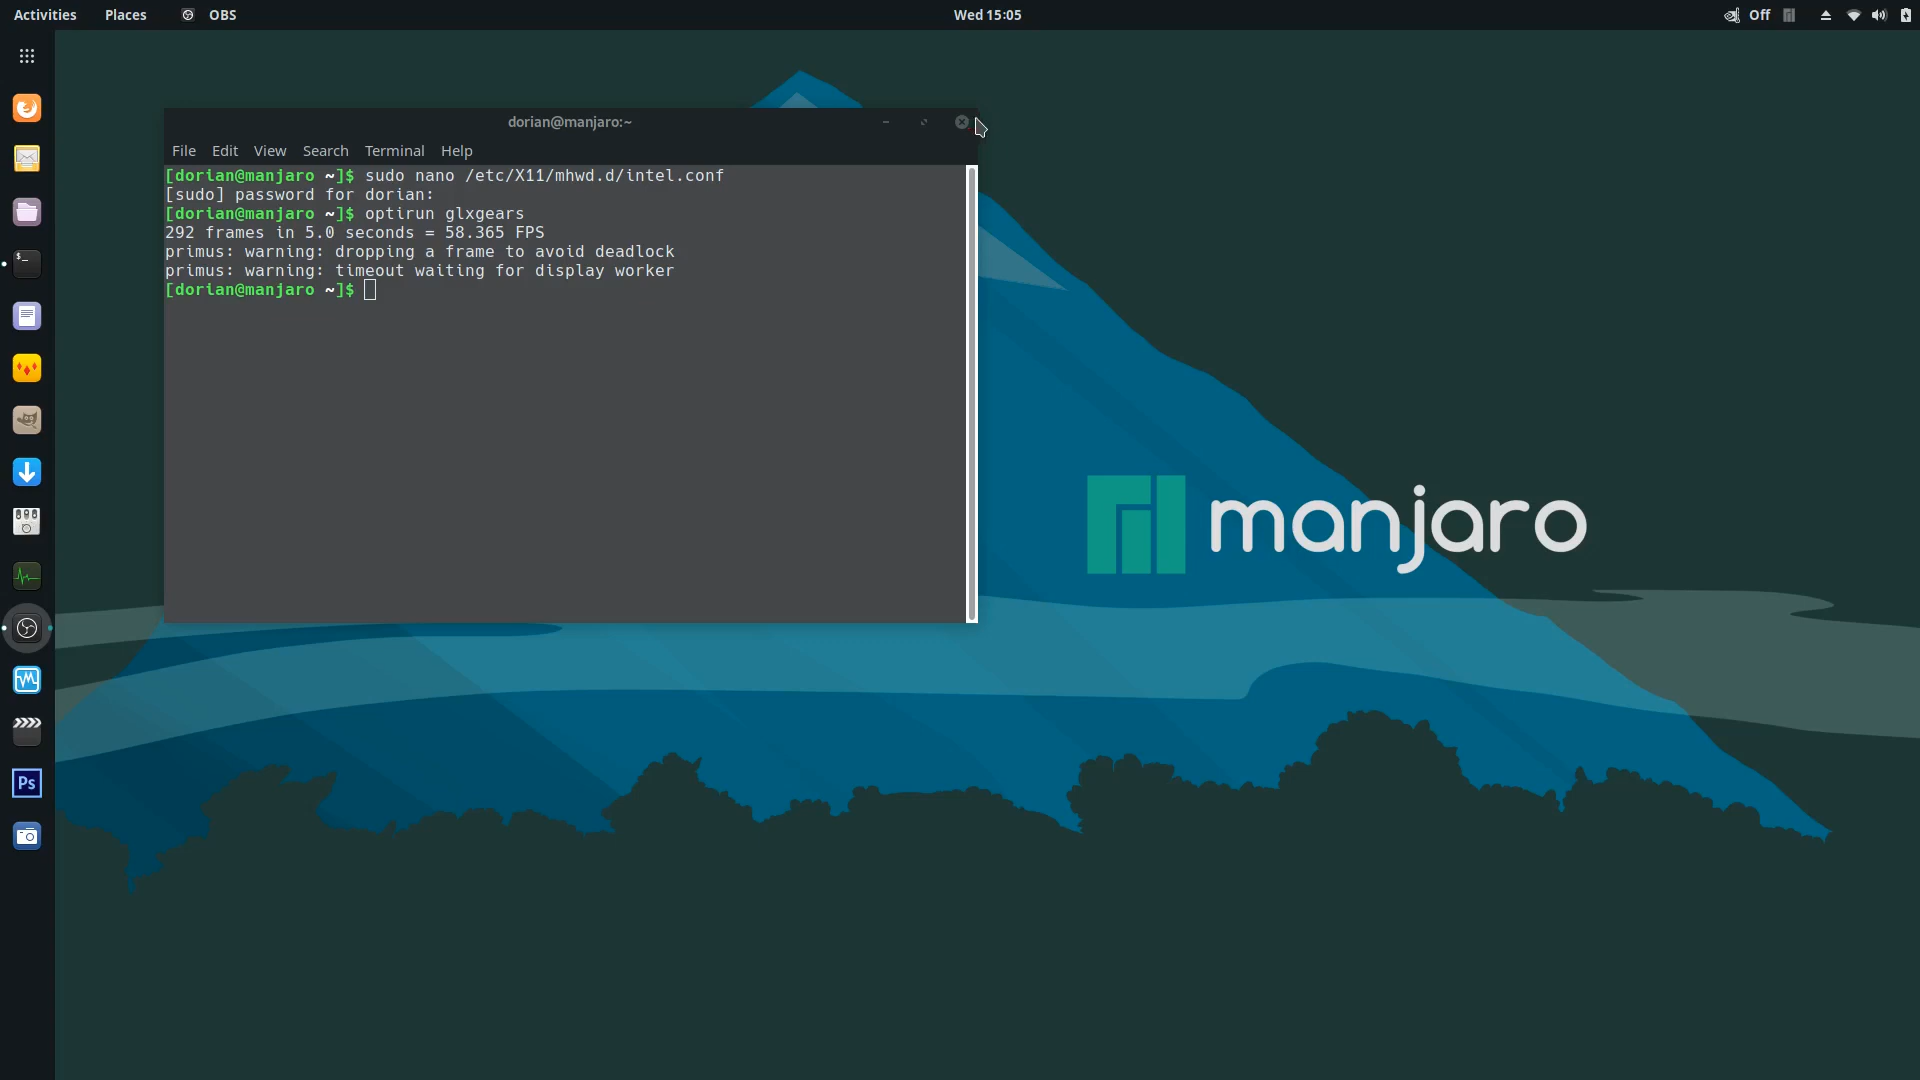 Activities Places OBS Wed 15:05 Off
dorian@manjaro:~
File Edit View Search Terminal Help
[dorian@manjaro ~]$ sudo nano /etc/X11/mhwd.d/intel.conf
[sudo] password for dorian:
[dorian@manjaro ~]$ optirun glxgears
292 frames in 5.0 seconds = 58.365 FPS
primus: warning: dropping a frame to avoid deadlock
primus: warning: timeout waiting for display worker
[dorian@manjaro ~]$
manjaro
$_
Ps